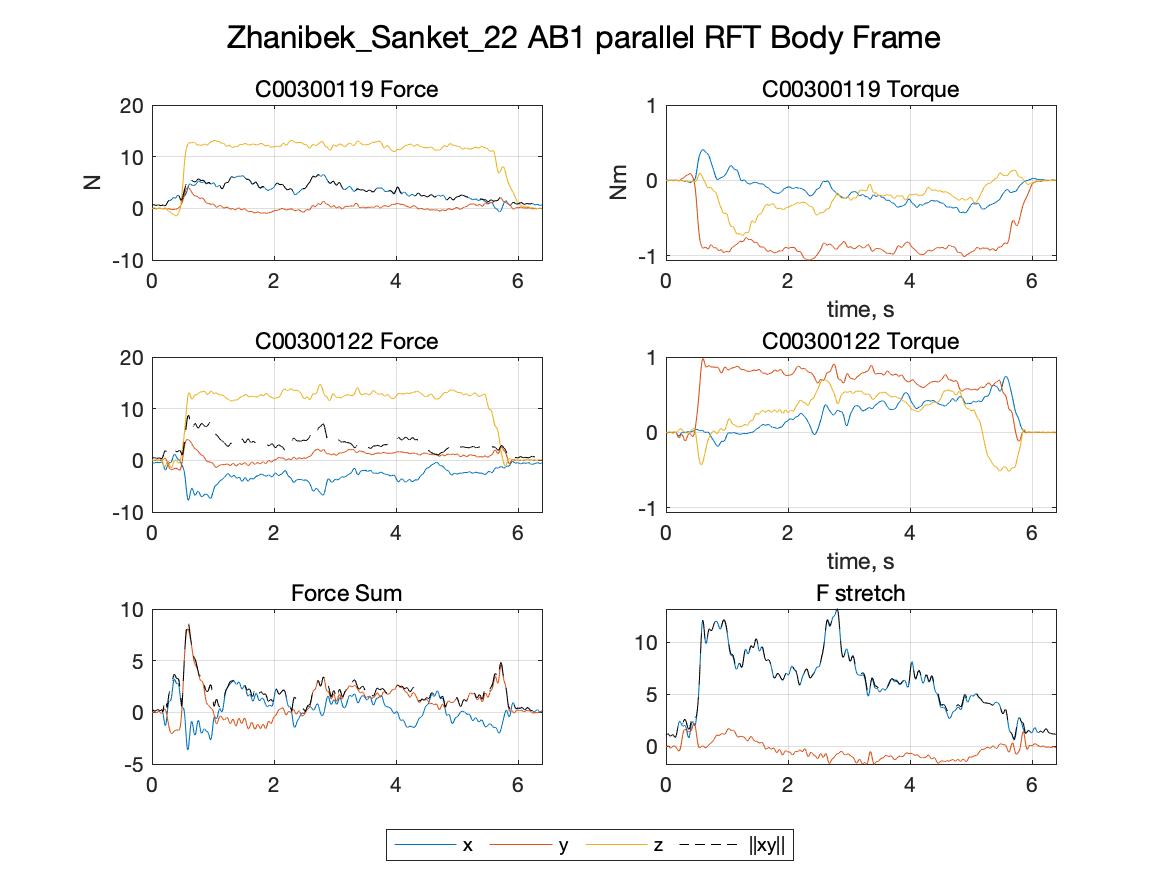 Zhanibek_Sanket_22 AB1 parallel RFT Body Frame
C00300119 Force
20
10
0
-10
N
0 2 4 6
C00300119 Torque
1
0
-1
Nm
0 2 4 6
time, s
C00300122 Force
20
10
0
-10
0 2 4 6
C00300122 Torque
1
0
-1
0 2 4 6
time, s
Force Sum
10
5
0
-5
0 2 4 6
F stretch
10
5
0
0 2 4 6
x y z ||xy||